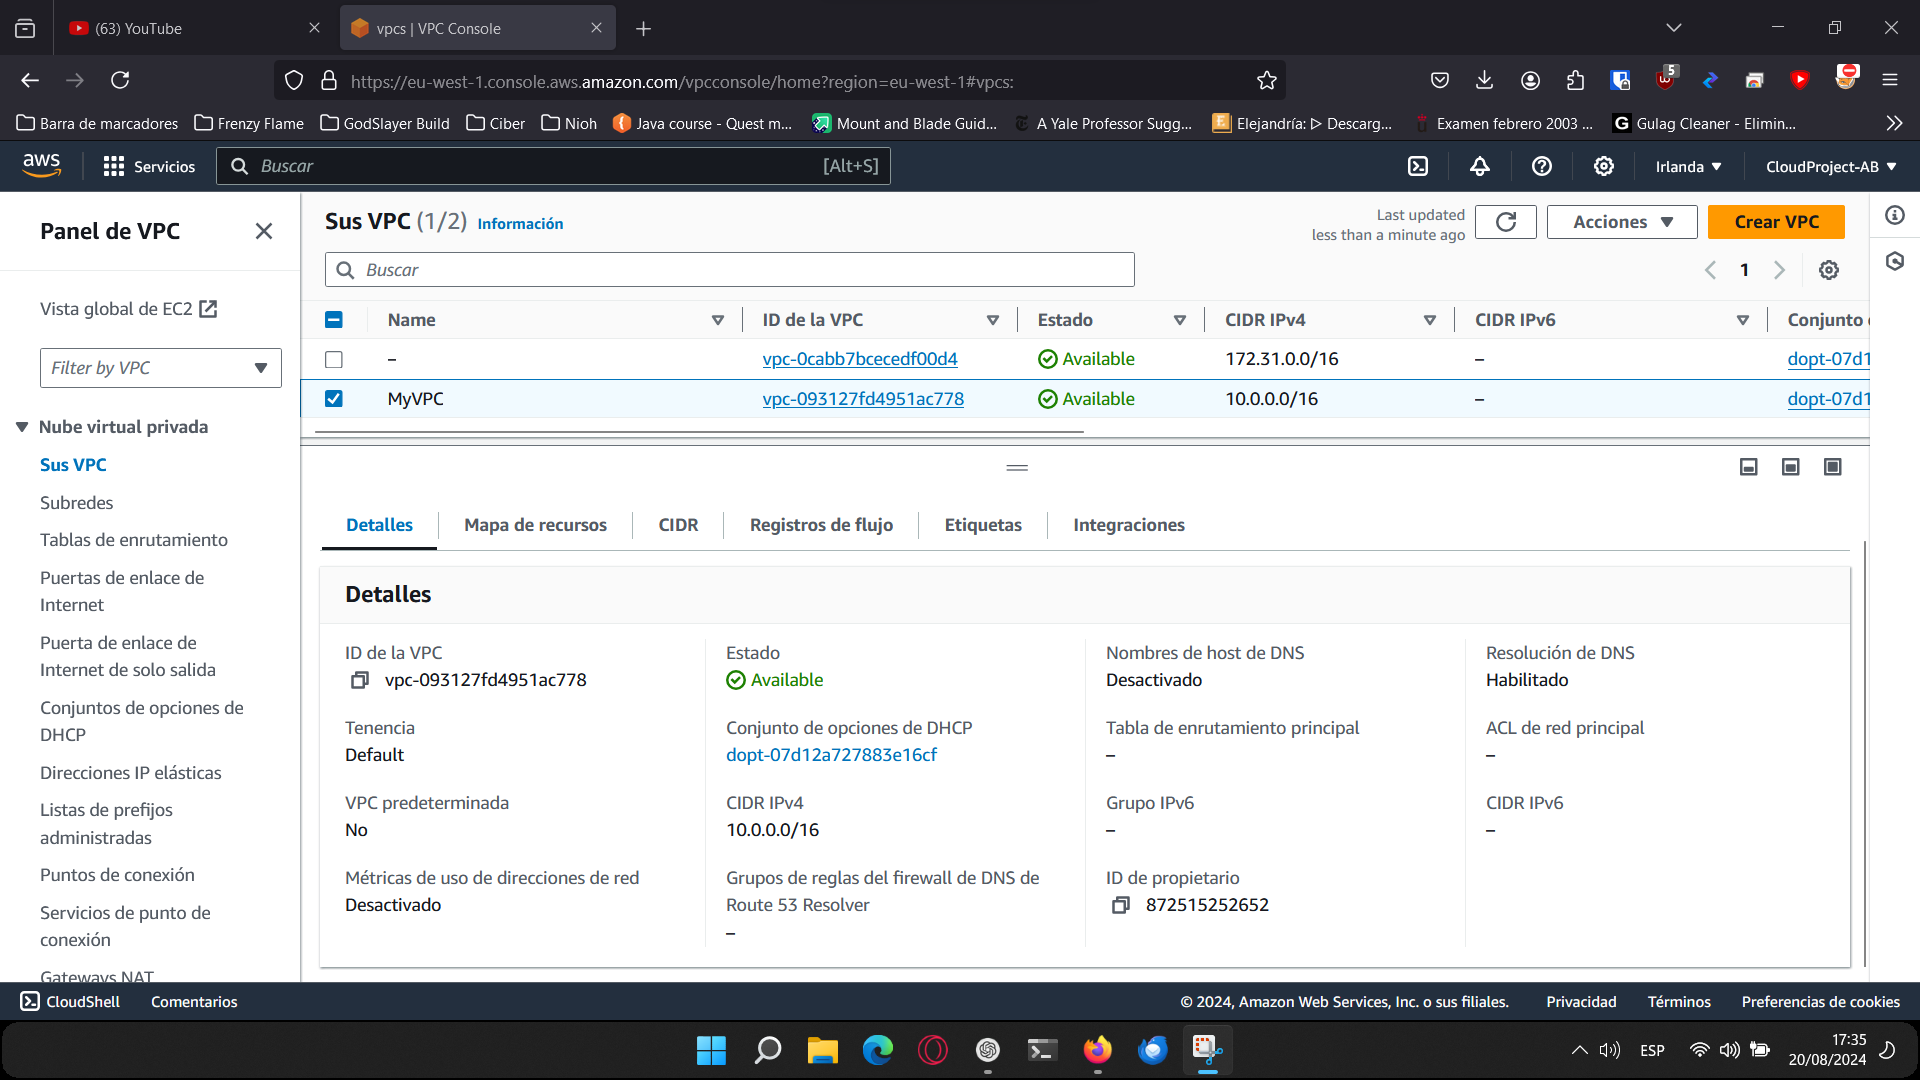 (63) YouTube
vpcs | VPC Console
https://eu-west-1.console.aws.amazon.com/vpcconsole/home?region=eu-west-1#vpcs:
5
Barra de marcadores
Frenzy Flame
GodSlayer Build
Ciber
Nioh
Java course - Quest m...
Mount and Blade Guid...
A Yale Professor Sugg...
Elejandría: ▷ Descarg...
Examen febrero 2003 ...
Gulag Cleaner - Elimin...
aws
Servicios
Buscar
[Alt+S]
Irlanda
CloudProject-AB
Panel de VPC
Vista global de EC2
Filter by VPC
Nube virtual privada
Sus VPC
Subredes
Tablas de enrutamiento
Puertas de enlace de
Internet
Puerta de enlace de
Internet de solo salida
Conjuntos de opciones de
DHCP
Direcciones IP elásticas
Listas de prefijos
administradas
Puntos de conexión
Servicios de punto de
conexión
Gateways NAT
Sus VPC (1/2) Información
Last updated
less than a minute ago
Acciones
Crear VPC
Buscar
1
Name ID de la VPC Estado CIDR IPv4 CIDR IPv6 Conjunto
– vpc-0cabb7bcecedf00d4 Available 172.31.0.0/16 – dopt-07d1
MyVPC vpc-093127fd4951ac778 Available 10.0.0.0/16 – dopt-07d1
Detalles Mapa de recursos CIDR Registros de flujo Etiquetas Integraciones
Detalles
ID de la VPC
vpc-093127fd4951ac778
Estado
Available
Nombres de host de DNS
Desactivado
Resolución de DNS
Habilitado
Tenencia
Default
Conjunto de opciones de DHCP
dopt-07d12a727883e16cf
Tabla de enrutamiento principal
–
ACL de red principal
–
VPC predeterminada
No
CIDR IPv4
10.0.0.0/16
Grupo IPv6
–
CIDR IPv6
–
Métricas de uso de direcciones de red
Desactivado
Grupos de reglas del firewall de DNS de
Route 53 Resolver
–
ID de propietario
872515252652
CloudShell
Comentarios
© 2024, Amazon Web Services, Inc. o sus filiales.
Privacidad
Términos
Preferencias de cookies
ESP
17:35
20/08/2024